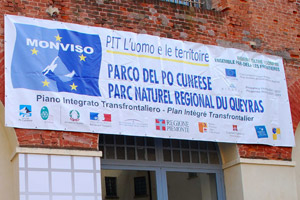 MONVISO
PIT L'uomo e le territoire
PARCO DEL PO CUNEESE
PARC NATUREL REGIONAL DU QUEYRAS
Piano Integrato Transfrontaliero - Plan Intégré Transfrontalier
REGIONE
PIEMONTE